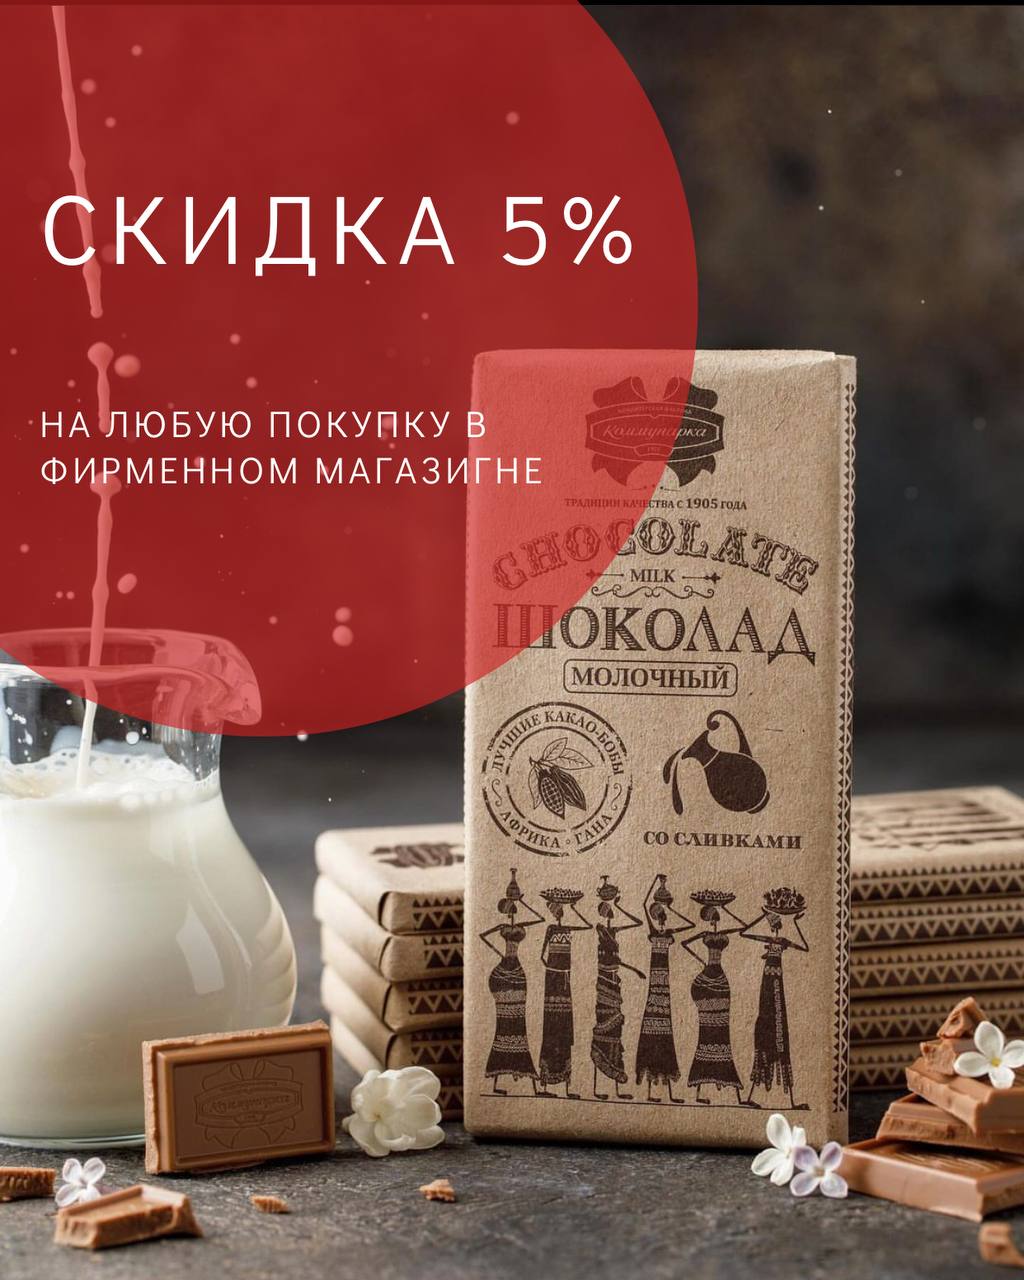 СКИДКА 5%
НА ЛЮБУЮ ПОКУПКУ В
ФИРМЕННОМ МАГАЗИГНЕ
Коммунарка
ТРАДИЦИИ КАЧЕСТВА С 1905 ГОДА
CHOCOLATE
MILK
ШОКОЛАД
МОЛОЧНЫЙ
ЛУЧШИЕ КАКАО-БОБЫ
АФРИКА ◦ ГАНА
СО СЛИВКАМИ